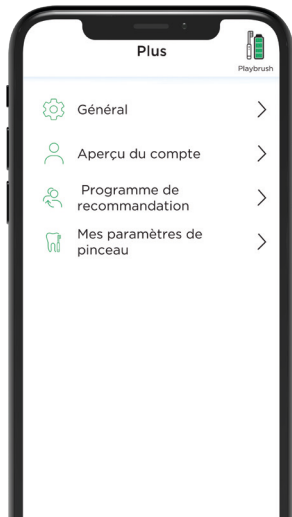 Plus
Playbrush
Général
Aperçu du compte
Programme de
recommandation
Mes paramètres de
pinceau